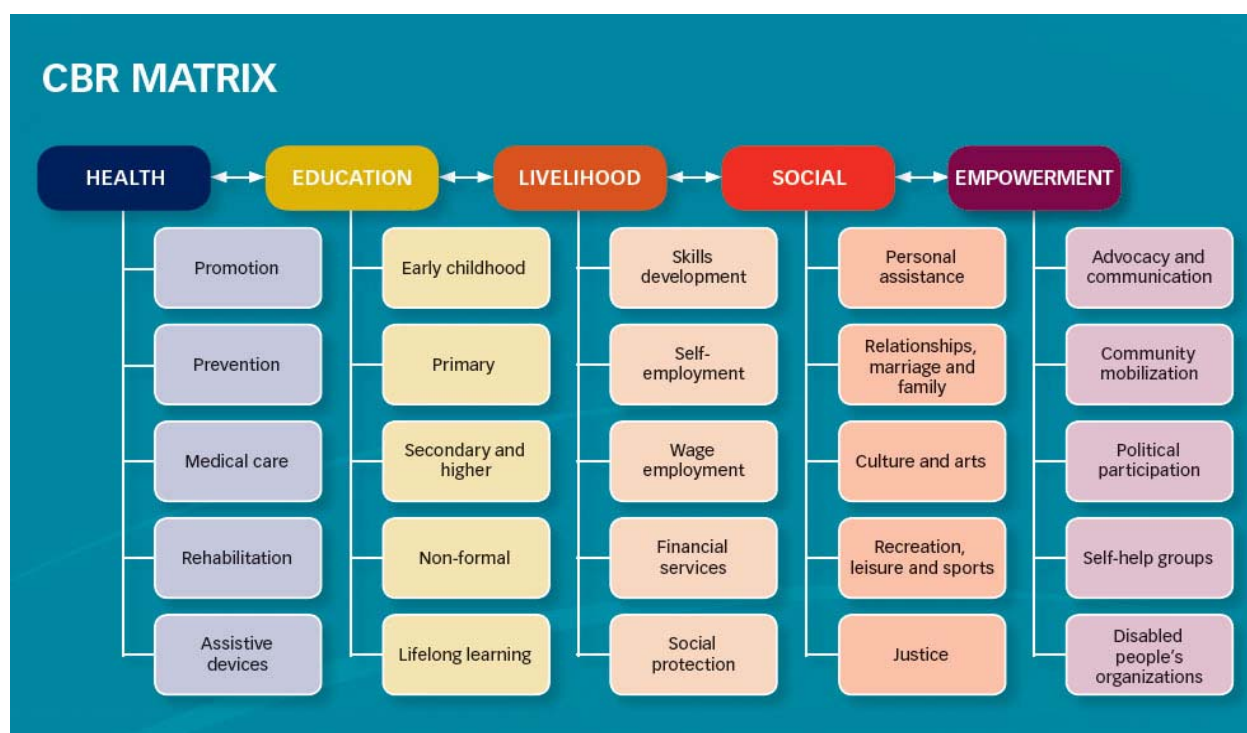 CBR MATRIX
HEALTH
EDUCATION
LIVELIHOOD
SOCIAL
EMPOWERMENT
Promotion
Prevention
Medical care
Rehabilitation
Assistive
devices
Early childhood
Primary
Secondary and
higher
Non-formal
Lifelong learning
Skills
development
Self-
employment
Wage
employment
Financial
services
Social
protection
Personal
assistance
Relationships,
marriage and
family
Culture and arts
Recreation,
leisure and sports
Justice
Advocacy and
communication
Community
mobilization
Political
participation
Self-help groups
Disabled
people's
organizations